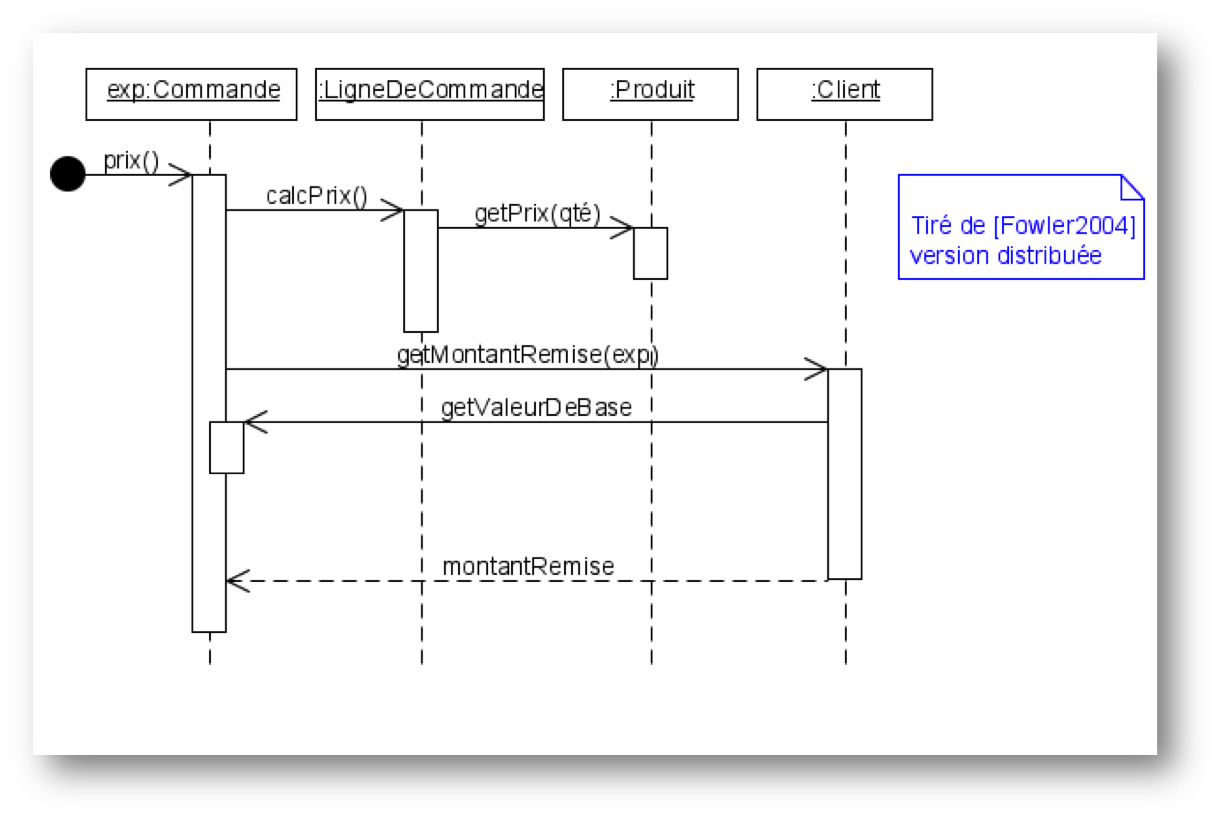 exp:Commande
:LigneDeCommande
:Produit
:Client
prix()
calcPrix()
getPrix(qté)
Tiré de [Fowler2004]
version distribuée
getMontantRemise(exp)
getValeurDeBase
montantRemise